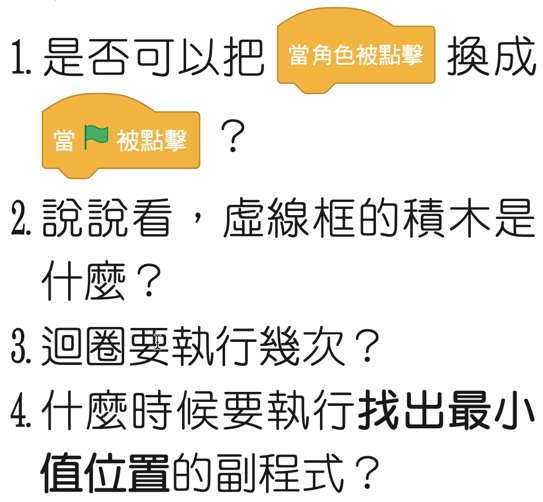 1. 是否可以把 當角色被點擊 換成
當 被點擊 ？
2. 說說看，虛線框的積木是
什麼？
3. 迴圈要執行幾次？
4. 什麼時候要執行找出最小
值位置的副程式？